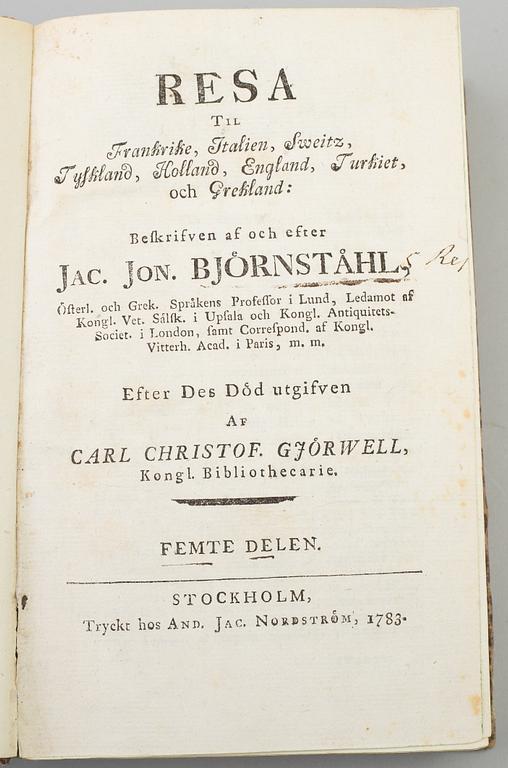 RESA
TIL
Frankrike, Italien, Sweitz,
Tyſkland, Holland, England, Turkiet,
och Grekland:
Beſkrifven af och efter
JAC. JON. BJÖRNSTÅHL,
Öſterl. och Grek. Språkens Profeſſor i Lund, Ledamot af
Kongl. Vet. Sälſk. i Upſala och Kongl. Antiquitets-
Societ. i London, ſamt Correſpond. af Kongl.
Vitterh. Acad. i Paris, m. m.
Efter Des Död utgifven
AF
CARL CHRISTOF. GJÖRWELL,
Kongl. Bibliothecarie.
FEMTE DELEN.
STOCKHOLM,
Tryckt hos AND. JAC. NORDSTRÖM, 1783.